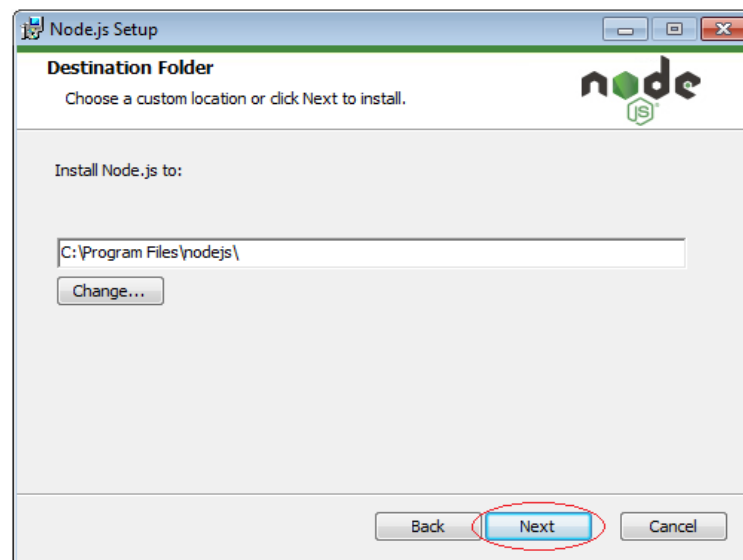 Node.js Setup
Destination Folder
Choose a custom location or click Next to install.
node
JS
Install Node.js to:
C:\Program Files\nodejs\
Change...
Back Next Cancel